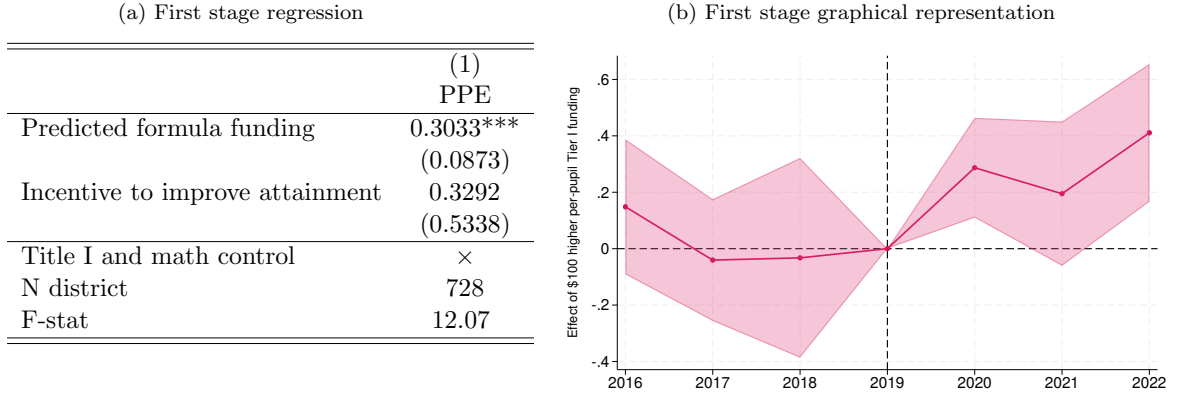 (a) First stage regression
(1)
PPE
Predicted formula funding 0.3033***
(0.0873)
Incentive to improve attainment 0.3292
(0.5338)
Title I and math control ×
N district 728
F-stat 12.07
(b) First stage graphical representation
Effect of $100 higher per-pupil Tier I funding
.6
.4
.2
0
-.2
-.4
2016 2017 2018 2019 2020 2021 2022